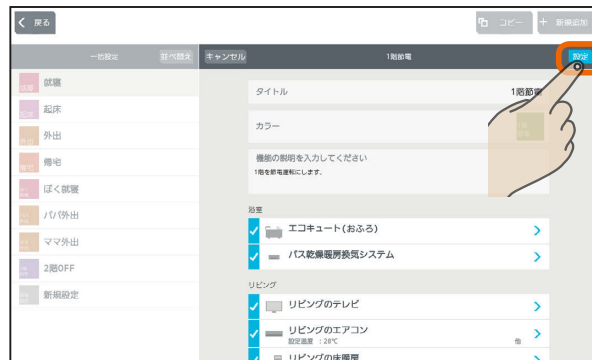 戻る
コピー
新規追加
一括設定
並べ替え
キャンセル
1階節電
設定
就寝
起床
外出
帰宅
ぼく就寝
パパ外出
ママ外出
2階OFF
新規設定
タイトル
1階節電
カラー
機能の説明を入力してください
1階を節電運転にします。
浴室
エコキュート(おふろ)
バス乾燥暖房換気システム
リビング
リビングのテレビ
リビングのエアコン
設定温度 : 28℃
他
リビングの床暖房